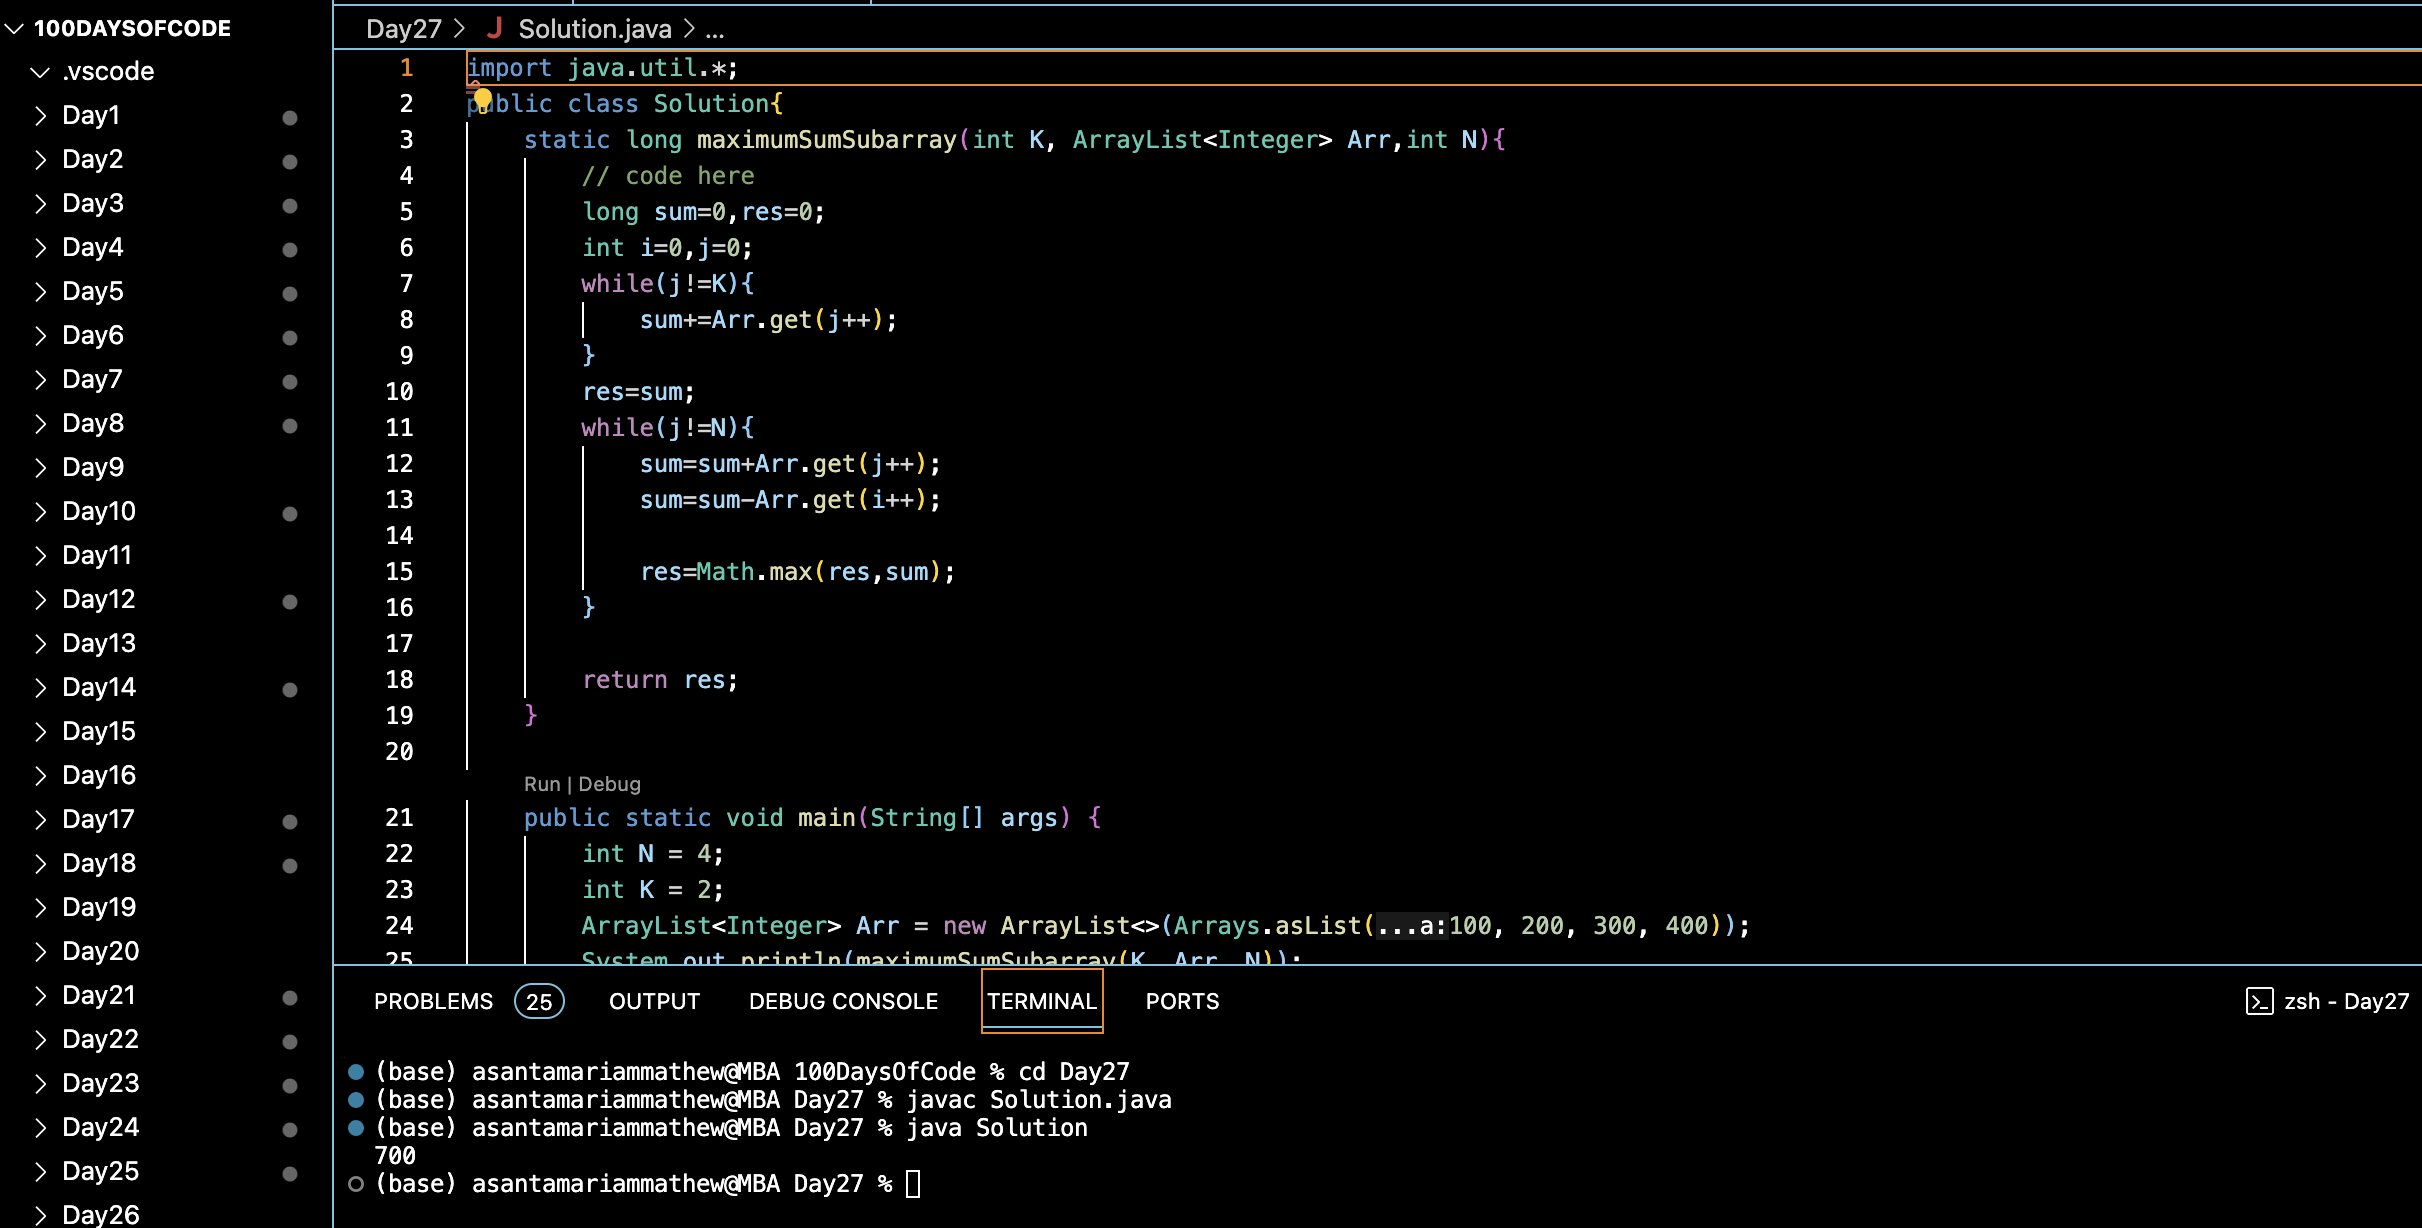 100DAYSOFCODE
.vscode
Day1
Day2
Day3
Day4
Day5
Day6
Day7
Day8
Day9
Day10
Day11
Day12
Day13
Day14
Day15
Day16
Day17
Day18
Day19
Day20
Day21
Day22
Day23
Day24
Day25
Day26
Day27 > J Solution.java > ...
1 import java.util.*;
2 public class Solution{
3 static long maximumSumSubarray(int K, ArrayList<Integer> Arr,int N){
4 // code here
5 long sum=0,res=0;
6 int i=0,j=0;
7 while(j!=K){
8 sum+=Arr.get(j++);
9 }
10 res=sum;
11 while(j!=N){
12 sum=sum+Arr.get(j++);
13 sum=sum-Arr.get(i++);
14
15 res=Math.max(res,sum);
16 }
17
18 return res;
19 }
20
Run | Debug
21 public static void main(String[] args) {
22 int N = 4;
23 int K = 2;
24 ArrayList<Integer> Arr = new ArrayList<>(Arrays.asList(...a:100, 200, 300, 400));
25 System.out.println(maximumSumSubarray(K, Arr, N));
PROBLEMS 25 OUTPUT DEBUG CONSOLE TERMINAL PORTS zsh - Day27
(base) asantamariammathew@MBA 100DaysOfCode % cd Day27
(base) asantamariammathew@MBA Day27 % javac Solution.java
(base) asantamariammathew@MBA Day27 % java Solution
700
(base) asantamariammathew@MBA Day27 %